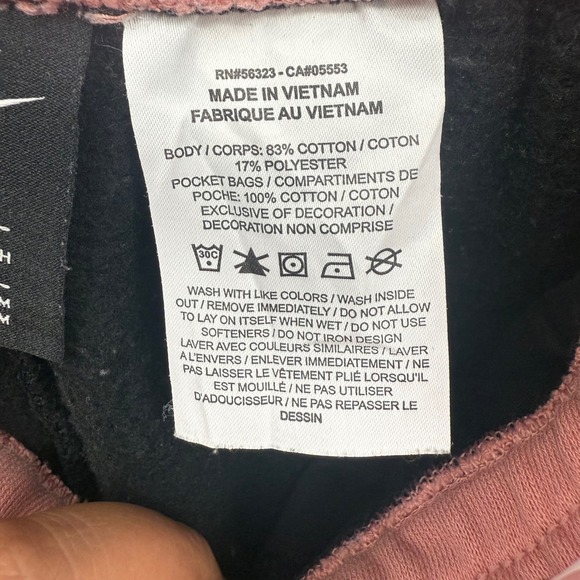 RN#56323 - CA#05553
MADE IN VIETNAM
FABRIQUE AU VIETNAM
BODY / CORPS: 83% COTTON / COTON
17% POLYESTER
POCKET BAGS / COMPARTIMENTS DE
POCHE: 100% COTTON / COTON
EXCLUSIVE OF DECORATION /
DECORATION NON COMPRISE
30C
WASH WITH LIKE COLORS / WASH INSIDE
OUT / REMOVE IMMEDIATELY / DO NOT ALLOW
TO LAY ON ITSELF WHEN WET / DO NOT USE
SOFTENERS / DO NOT IRON DESIGN
LAVER AVEC COULEURS SIMILAIRES / LAVER
A L'ENVERS / ENLEVER IMMEDIATEMENT / NE
PAS LAISSER LE VÊTEMENT PLIÉ LORSQU'IL
EST MOUILLÉ / NE PAS UTILISER
D'ADOUCISSEUR / NE PAS REPASSER LE
DESSIN
H
M
M